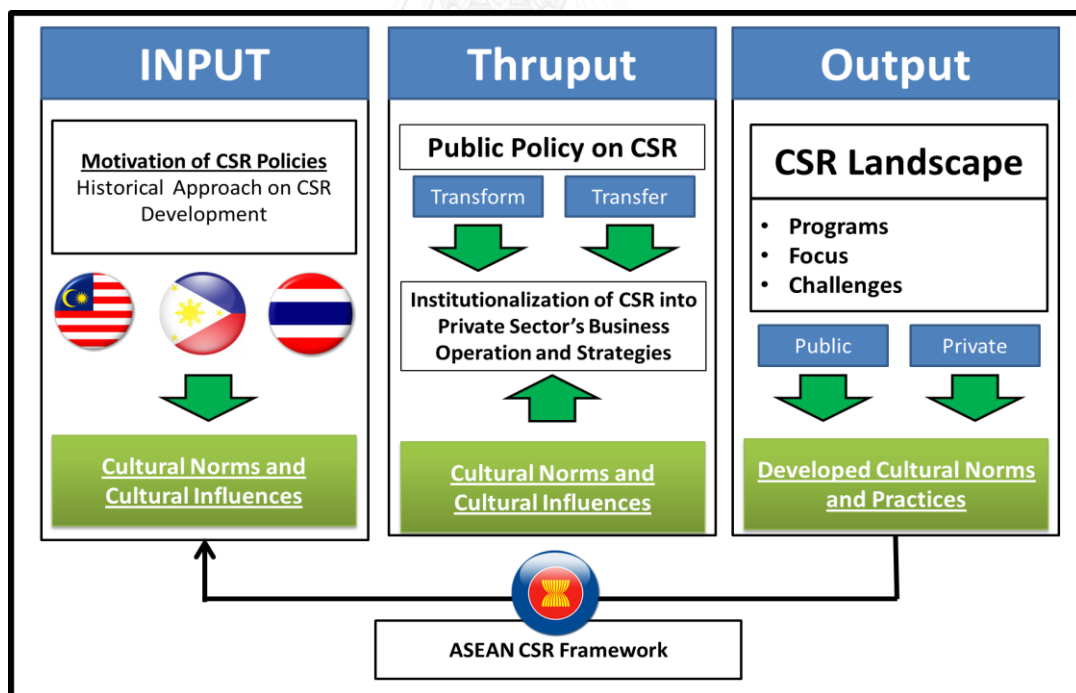 INPUT
Motivation of CSR Policies
Historical Approach on CSR
Development
Cultural Norms and
Cultural Influences
Thruput
Public Policy on CSR
Transform
Transfer
Institutionalization of CSR into
Private Sector's Business
Operation and Strategies
Cultural Norms and
Cultural Influences
Output
CSR Landscape
• Programs
• Focus
• Challenges
Public
Private
Developed Cultural Norms
and Practices
ASEAN CSR Framework